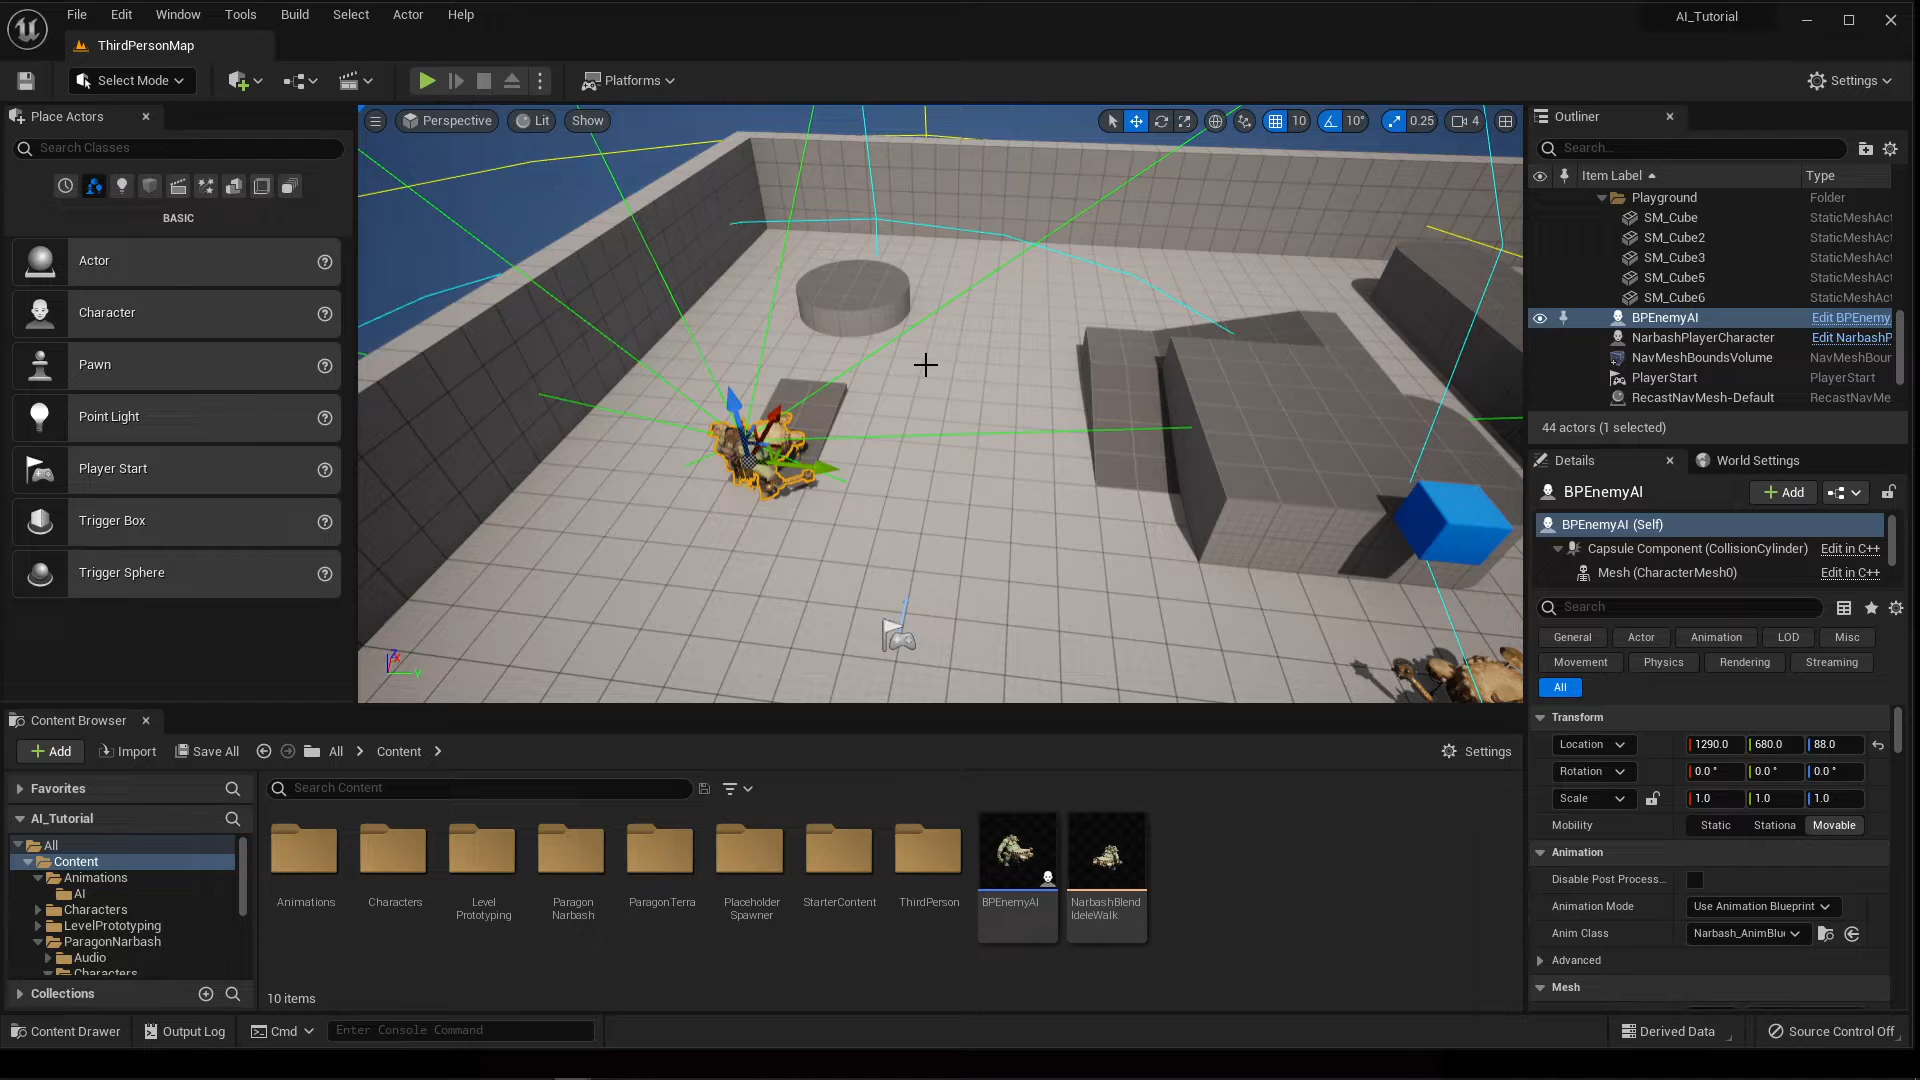 File Edit Window Tools Build Select Actor Help
AI_Tutorial
ThirdPersonMap
Select Mode
Platforms
Settings
Place Actors
Search Classes
BASIC
Actor
Character
Pawn
Point Light
Player Start
Trigger Box
Trigger Sphere
Perspective
Lit
Show
10
10°
0.25
4
Z
X
Y
Outliner
Search...
Item Label
Type
Playground Folder
SM_Cube StaticMeshAct
SM_Cube2 StaticMeshAct
SM_Cube3 StaticMeshAct
SM_Cube5 StaticMeshAct
SM_Cube6 StaticMeshAct
BPEnemyAI Edit BPEnemy
NarbashPlayerCharacter Edit NarbashP
NavMeshBoundsVolume NavMeshBour
PlayerStart PlayerStart
RecastNavMesh-Default RecastNavMe
44 actors (1 selected)
Details
World Settings
BPEnemyAI
Add
BPEnemyAI (Self)
Capsule Component (CollisionCylinder) Edit in C++
Mesh (CharacterMesh0) Edit in C++
Search
General Actor Animation LOD Misc
Movement Physics Rendering Streaming
All
Transform
Location 1290.0 680.0 88.0
Rotation 0.0 ° 0.0 ° 0.0 °
Scale 1.0 1.0 1.0
Mobility Static Stationa Movable
Animation
Disable Post Process...
Animation Mode Use Animation Blueprint
Anim Class Narbash_AnimBlu
Advanced
Mesh
Content Browser
Add Import Save All All Content Settings
Favorites
AI_Tutorial
All
Content
Animations
AI
Characters
LevelPrototyping
ParagonNarbash
Audio
Characters
Collections
Search Content
Animations
Characters
Level
Prototyping
Paragon
Narbash
ParagonTerra
Placeholder
Spawner
StarterContent
ThirdPerson
BPEnemyAI
NarbashBlend
IdeleWalk
10 items
Content Drawer Output Log Cmd Enter Console Command Derived Data Source Control Off